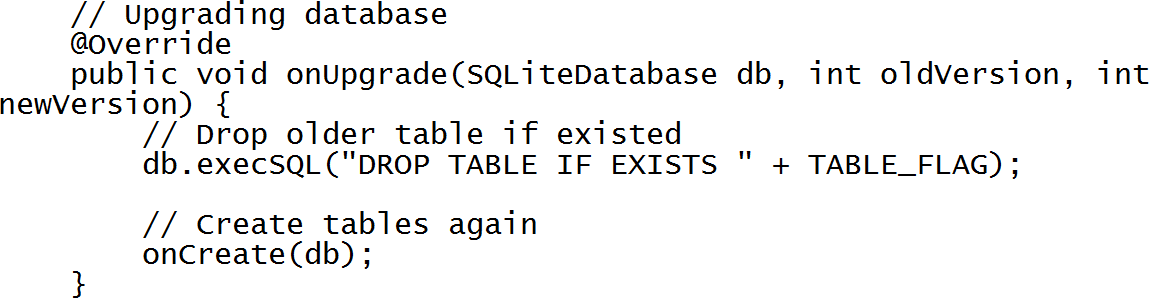 // Upgrading database
@Override
public void onUpgrade(SQLiteDatabase db, int oldVersion, int
newVersion) {
// Drop older table if existed
db.execSQL("DROP TABLE IF EXISTS " + TABLE_FLAG);
// Create tables again
onCreate(db);
}